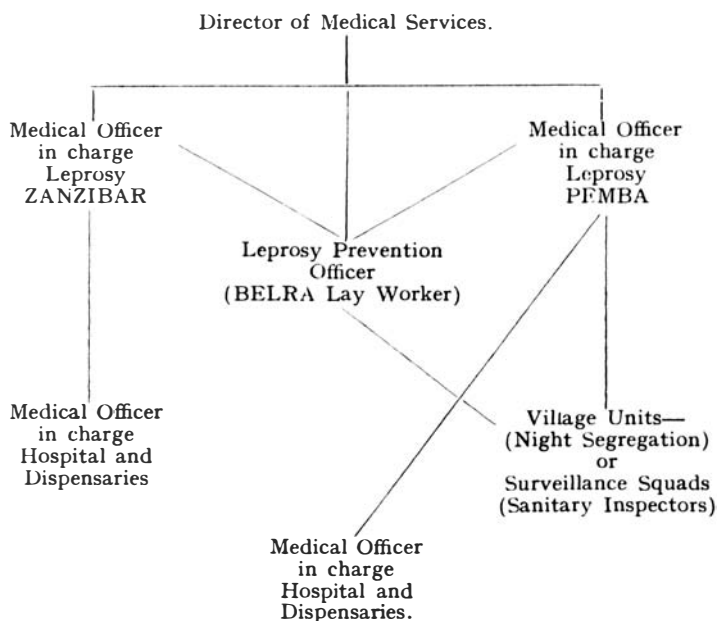 Director of Medical Services.
Medical Officer
in charge
Leprosy
ZANZIBAR
Medical Officer
in charge
Leprosy
PEMBA
Leprosy Prevention
Officer
(BELRA Lay Worker)
Medical Officer
in charge
Hospital and
Dispensaries
Village Units—
(Night Segregation)
or
Surveillance Squads
(Sanitary Inspectors)
Medical Officer
in charge
Hospital and
Dispensaries.